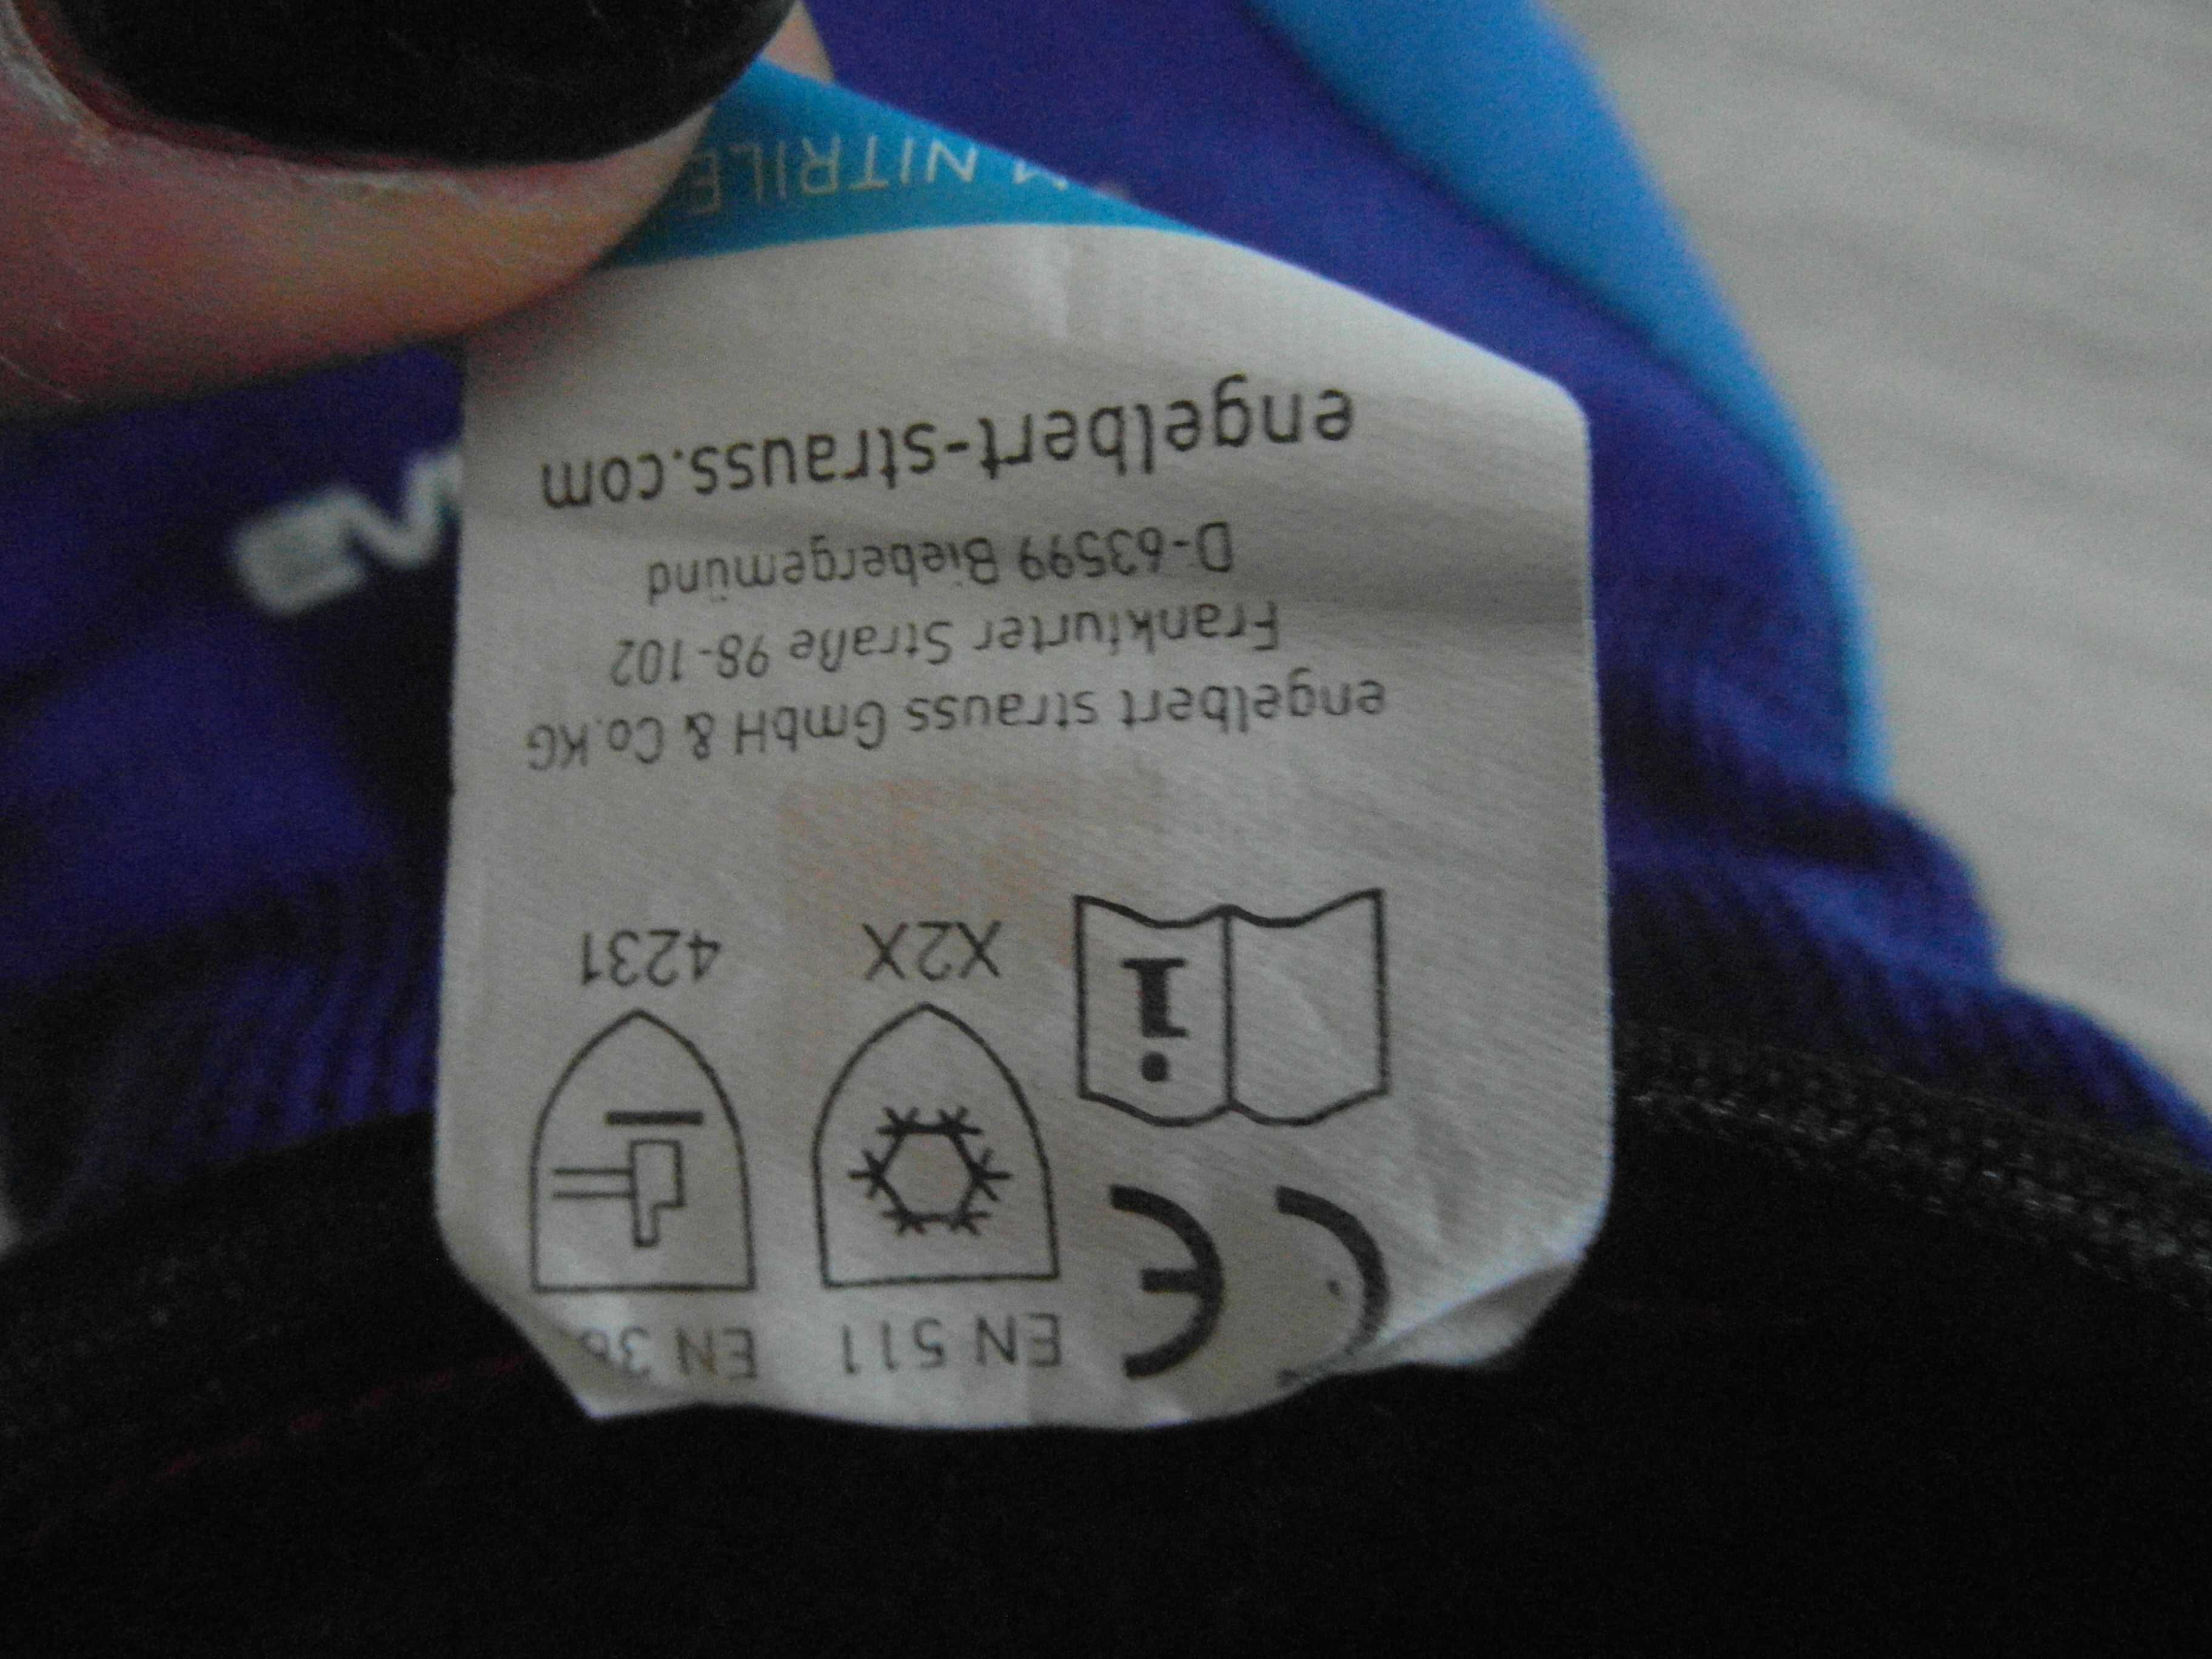 EN 511
EN
X2X
4231
engelbert strauss GmbH & Co.KG
Frankfurter Straße 98-102
D-63599 Biebergemünd
engelbert-strauss.com
NITRILE